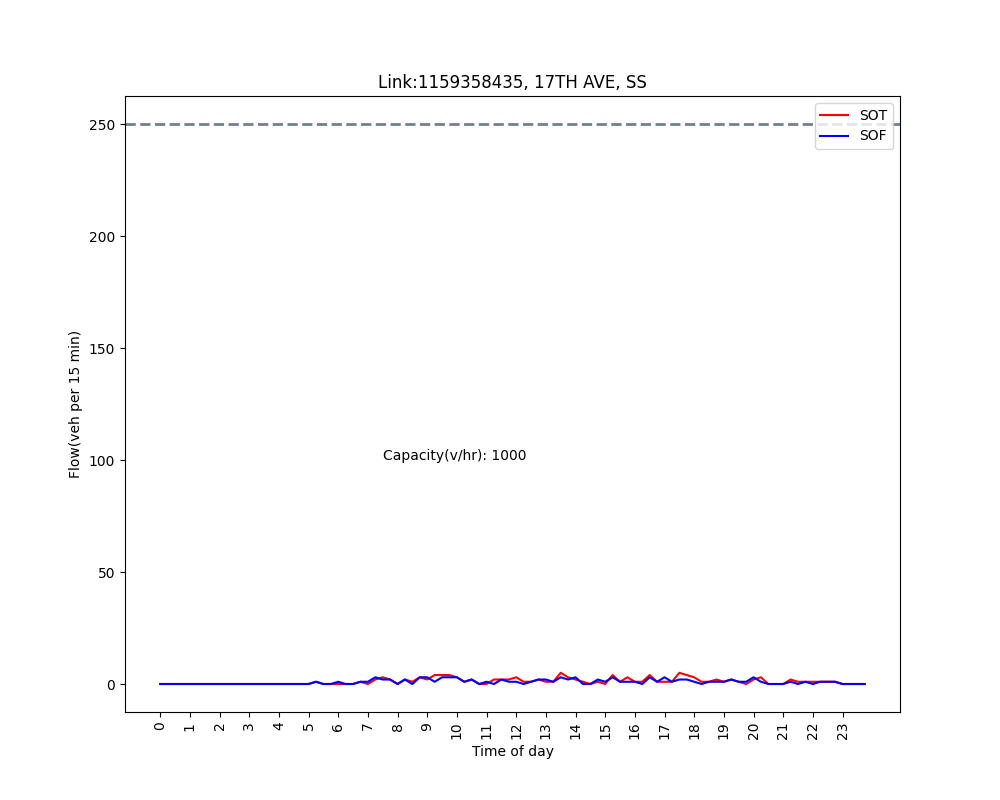 Link:1159358435, 17TH AVE, SS
SOT
SOF
250
200
150
100
50
0
Flow(veh per 15 min)
Capacity(v/hr): 1000
0 1 2 3 4 5 6 7 8 9 10 11 12 13 14 15 16 17 18 19 20 21 22 23
Time of day